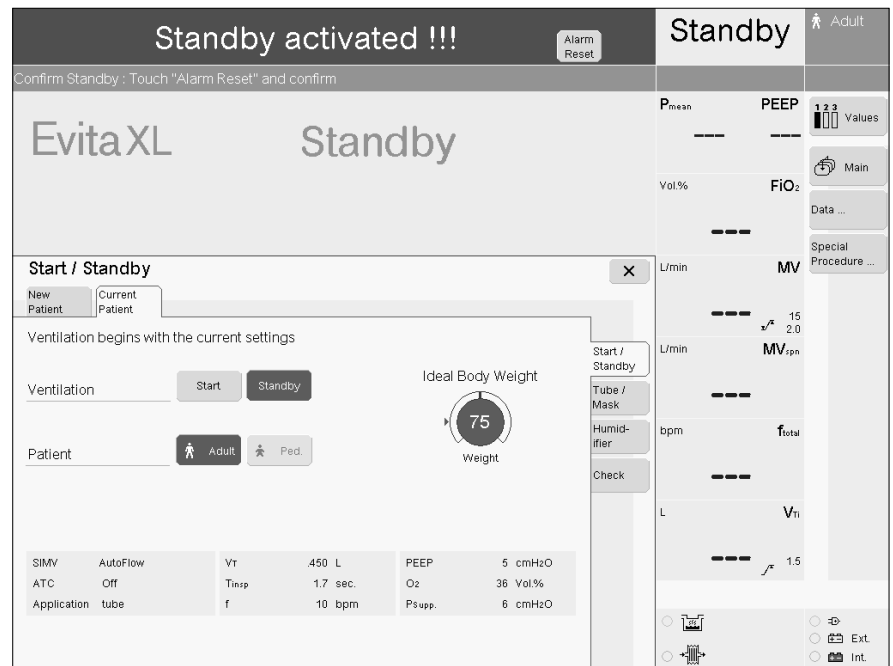 Standby activated !!!
Alarm
Reset
Standby
Adult
Confirm Standby : Touch "Alarm Reset" and confirm
Evita XL
Standby
Pmean PEEP
--- ---
1 2 3
Values
Main
Vol.% FiO2
---
Data ...
Special
Procedure ...
Start / Standby
×
L/min MV
--- 15
2.0
New
Patient
Current
Patient
Ventilation begins with the current settings
Start /
Standby
Tube /
Mask
Humid-
ifier
Check
L/min MVspn
---
Ventilation Start Standby
Ideal Body Weight
75
Weight
Patient Adult Ped.
bpm ftotal
---
L VTi
--- 1.5
SIMV AutoFlow VT .450 L PEEP 5 cmH2O
ATC Off Tinsp 1.7 sec. O2 36 Vol.%
Application tube f 10 bpm Psupp. 6 cmH2O
Ext.
Int.